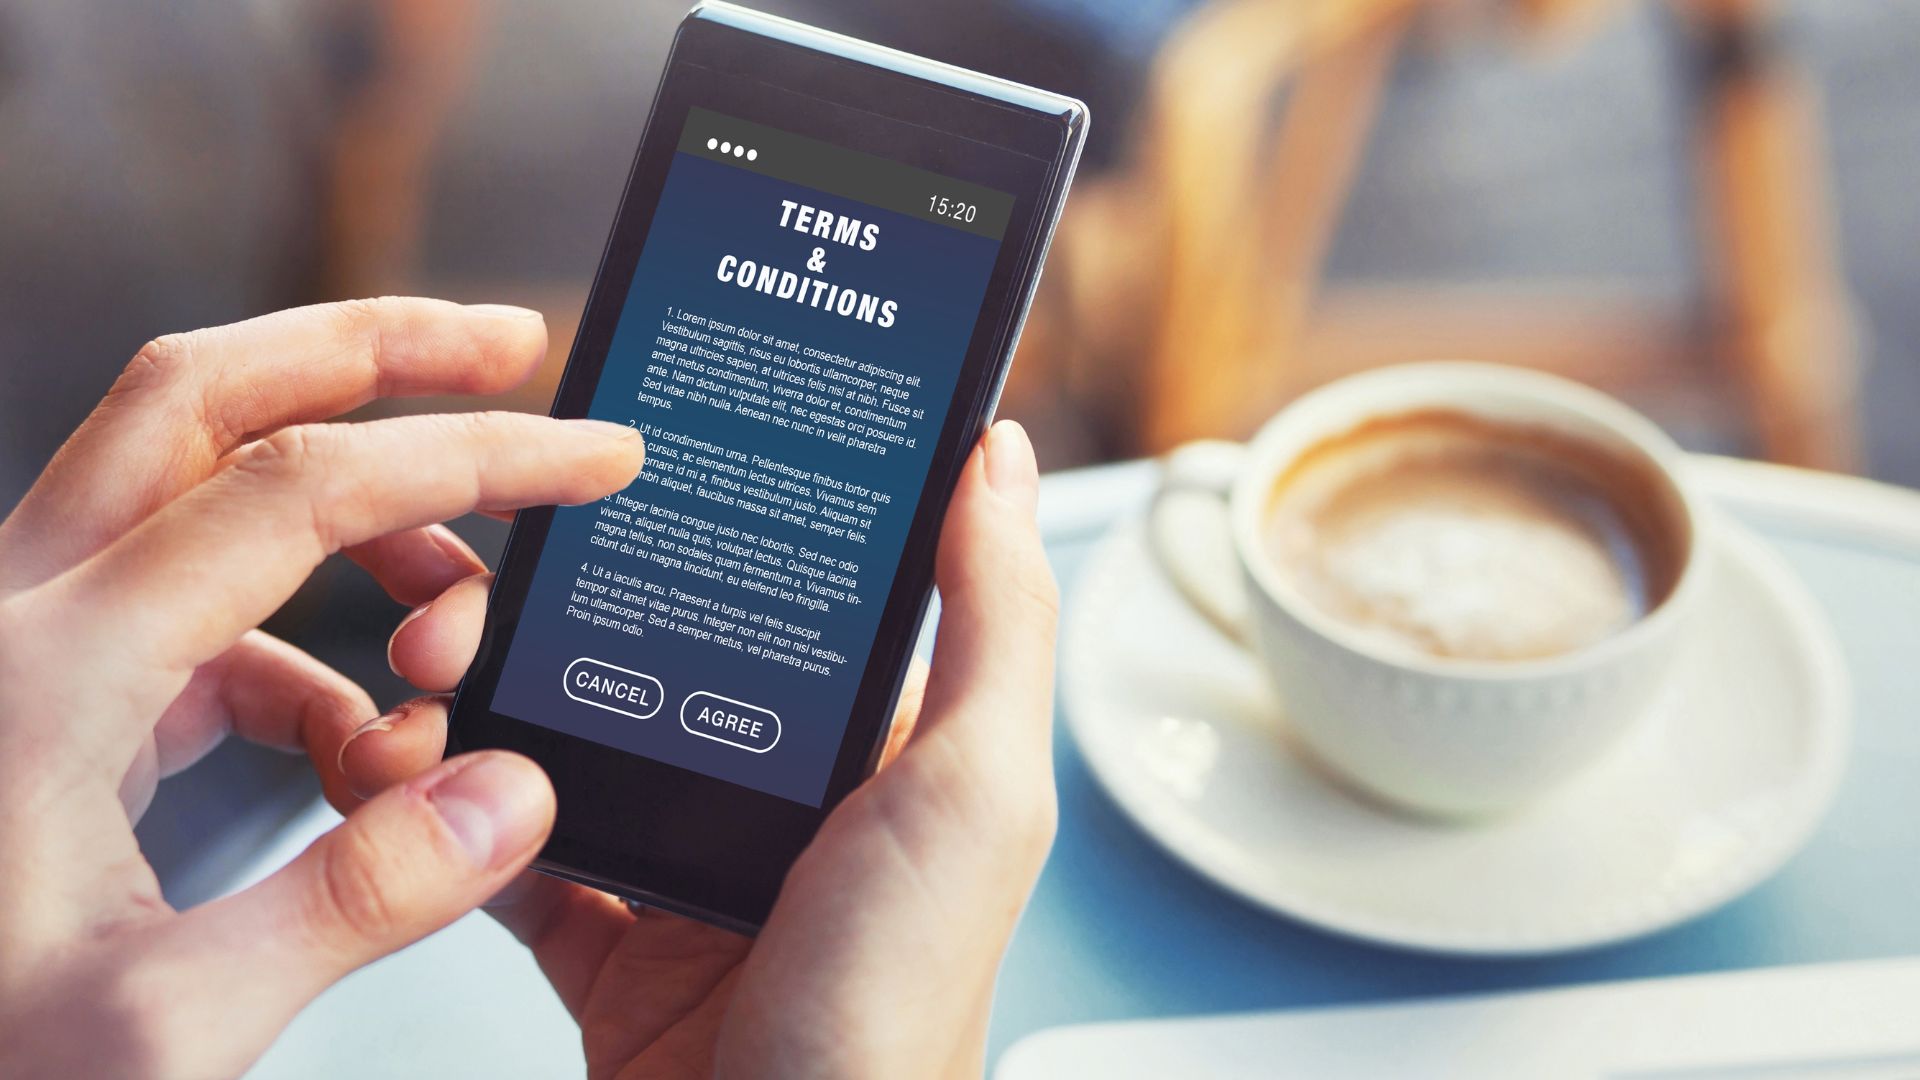 15:20
TERMS
&
CONDITIONS
1. Lorem ipsum dolor sit amet, consectetur adipiscing elit.
Vestibulum sagittis, risus eu lobortis ullamcorper, neque
magna ultricies sapien, at ultrices felis nisl at nibh. Fusce sit
amet metus condimentum, viverra dolor et, condimentum
ante. Nam dictum vulputate elit, nec egestas orci posuere id.
Sed vitae nibh nulla. Aenean nec nunc in velit pharetra
tempus.
2. Ut id condimentum urna. Pellentesque finibus tortor quis
cursus, ac elementum lectus ultrices. Vivamus sem
ornare id mi a, finibus vestibulum justo. Aliquam sit
nibh aliquet, faucibus massa sit amet, semper felis.
3. Integer lacinia congue justo nec lobortis. Sed nec odio
viverra, aliquet nulla quis, volutpat lectus. Quisque lacinia
magna tellus, non sodales quam fermentum a. Vivamus tin-
cidunt dui eu magna tincidunt, eu eleifend leo fringilla.
4. Ut a iaculis arcu. Praesent a turpis vel felis suscipit
tempor sit amet vitae purus. Integer non elit non nisl vestibu-
lum ullamcorper. Sed a semper metus, vel pharetra purus.
Proin ipsum odio.
CANCEL
AGREE